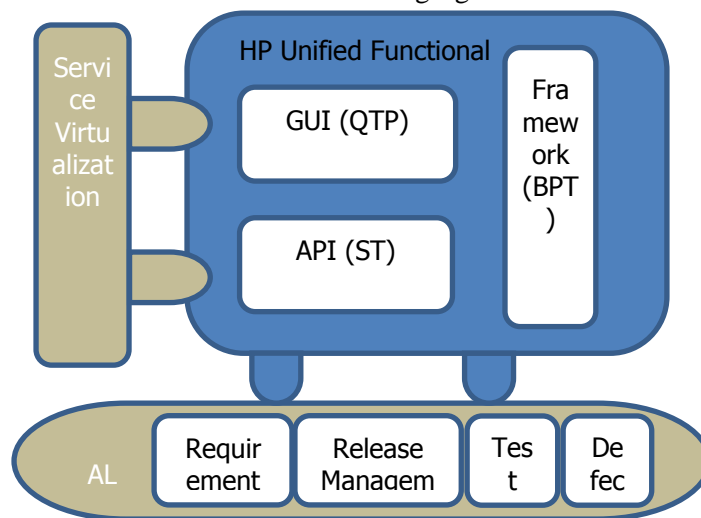 Servi
ce
Virtu
alizat
ion
HP Unified Functional
GUI (QTP)
API (ST)
Fra
mew
ork
(BPT
)
AL
Requir
ement
Release
Managem
Tes
t
De
fec